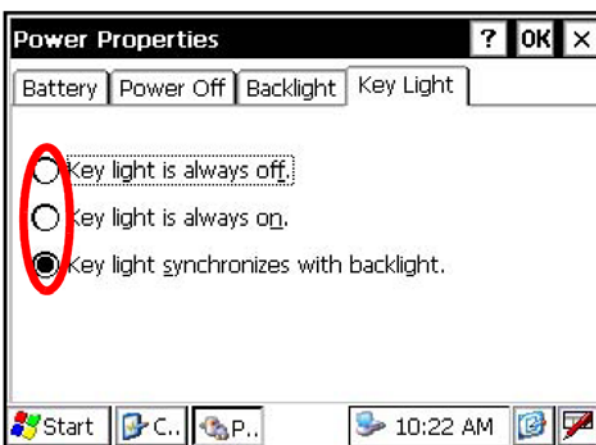 Power Properties ? OK ×
Battery Power Off Backlight Key Light
Key light is always off.
Key light is always on.
Key light synchronizes with backlight.
Start C.. P.. 10:22 AM